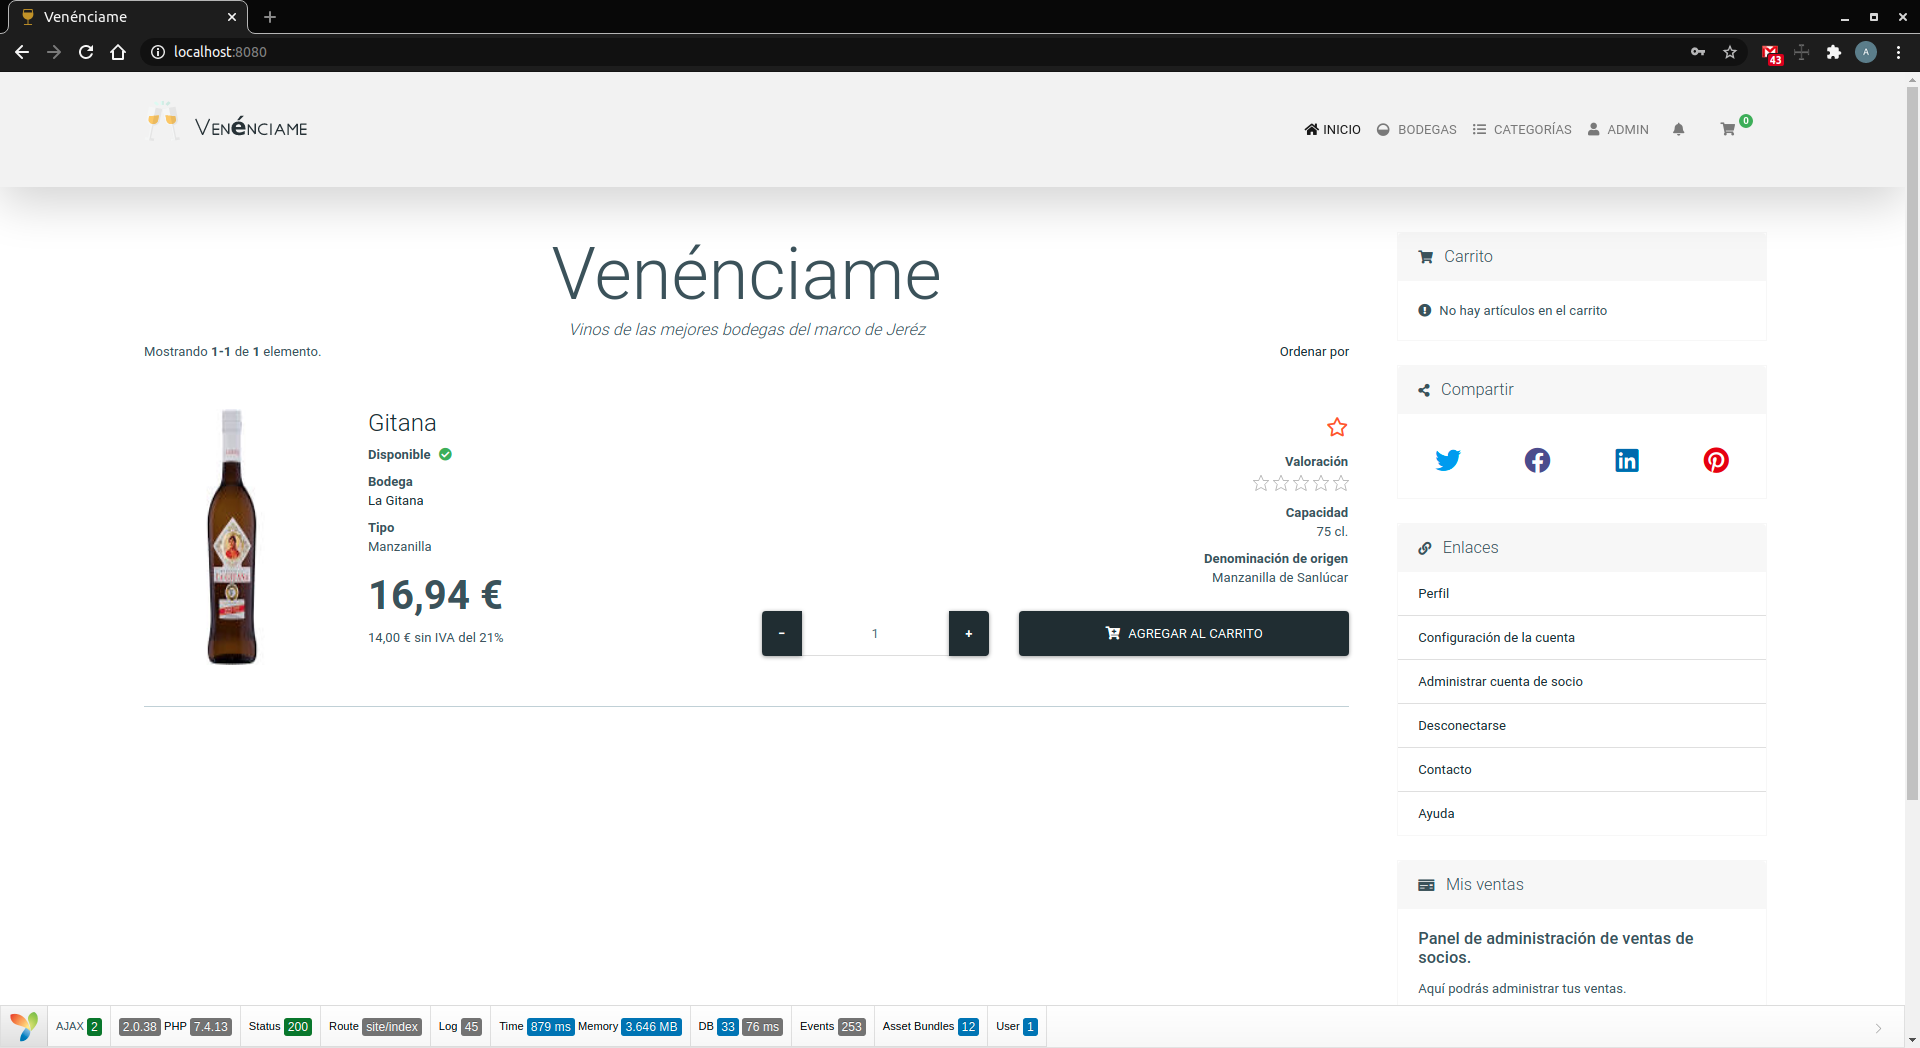 Venénciame
localhost:8080
43
A
Venénciame
INICIO
BODEGAS
CATEGORÍAS
ADMIN
0
Venénciame
Vinos de las mejores bodegas del marco de Jeréz
Mostrando 1-1 de 1 elemento.
Ordenar por
Gitana
Disponible
Bodega
La Gitana
Tipo
Manzanilla
16,94 €
14,00 € sin IVA del 21%
Valoración
Capacidad
75 cl.
Denominación de origen
Manzanilla de Sanlúcar
-
1
+
AGREGAR AL CARRITO
Carrito
No hay artículos en el carrito
Compartir
Enlaces
Perfil
Configuración de la cuenta
Administrar cuenta de socio
Desconectarse
Contacto
Ayuda
Mis ventas
Panel de administración de ventas de
socios.
Aquí podrás administrar tus ventas.
AJAX 2
2.0.38 PHP 7.4.13
Status 200
Route site/index
Log 45
Time 879 ms Memory 3.646 MB
DB 33 76 ms
Events 253
Asset Bundles 12
User 1